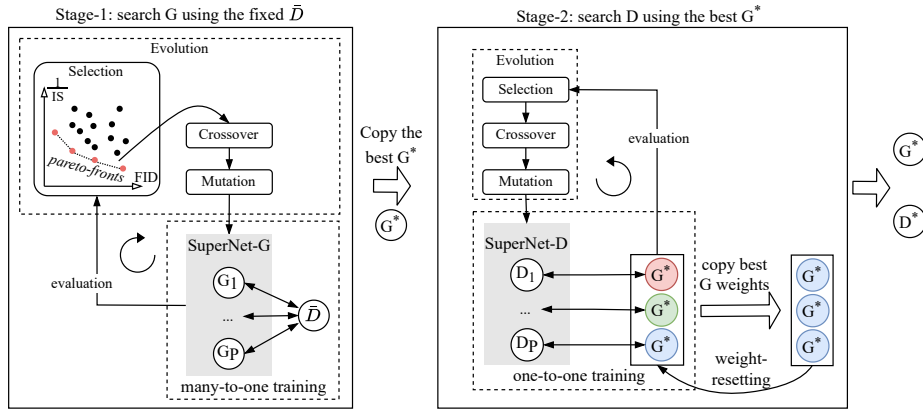 Stage-1: search G using the fixed D̄
Evolution
Selection
1
IS
pareto-fronts
FID
Crossover
Mutation
SuperNet-G
G1
...
GP
D̄
evaluation
many-to-one training
Copy the
best G*
G*
Stage-2: search D using the best G*
Evolution
Selection
Crossover
Mutation
evaluation
SuperNet-D
D1
...
DP
G*
G*
G*
one-to-one training
copy best
G weights
G*
G*
G*
weight-
resetting
G*
D*